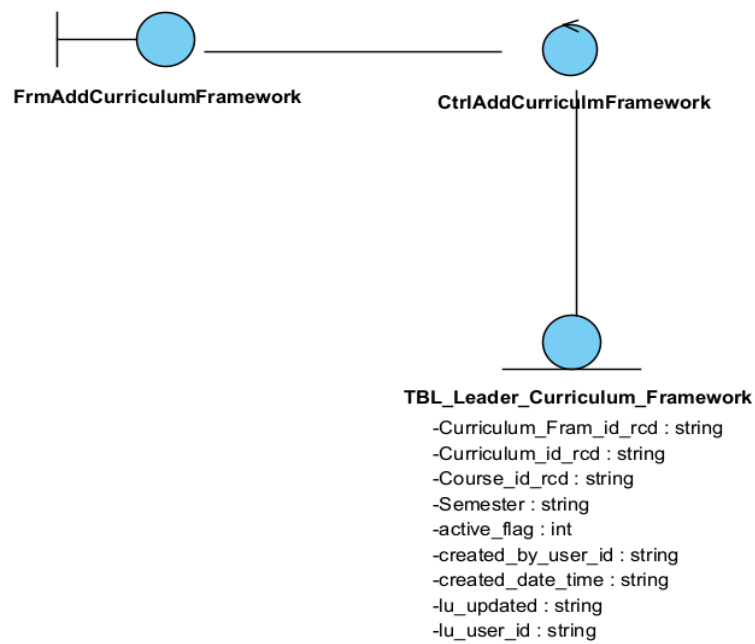 FrmAddCurriculumFramework
CtrlAddCurriculmFramework
TBL_Leader_Curriculum_Framework
-Curriculum_Fram_id_rcd : string
-Curriculum_id_rcd : string
-Course_id_rcd : string
-Semester : string
-active_flag : int
-created_by_user_id : string
-created_date_time : string
-lu_updated : string
-lu_user_id : string